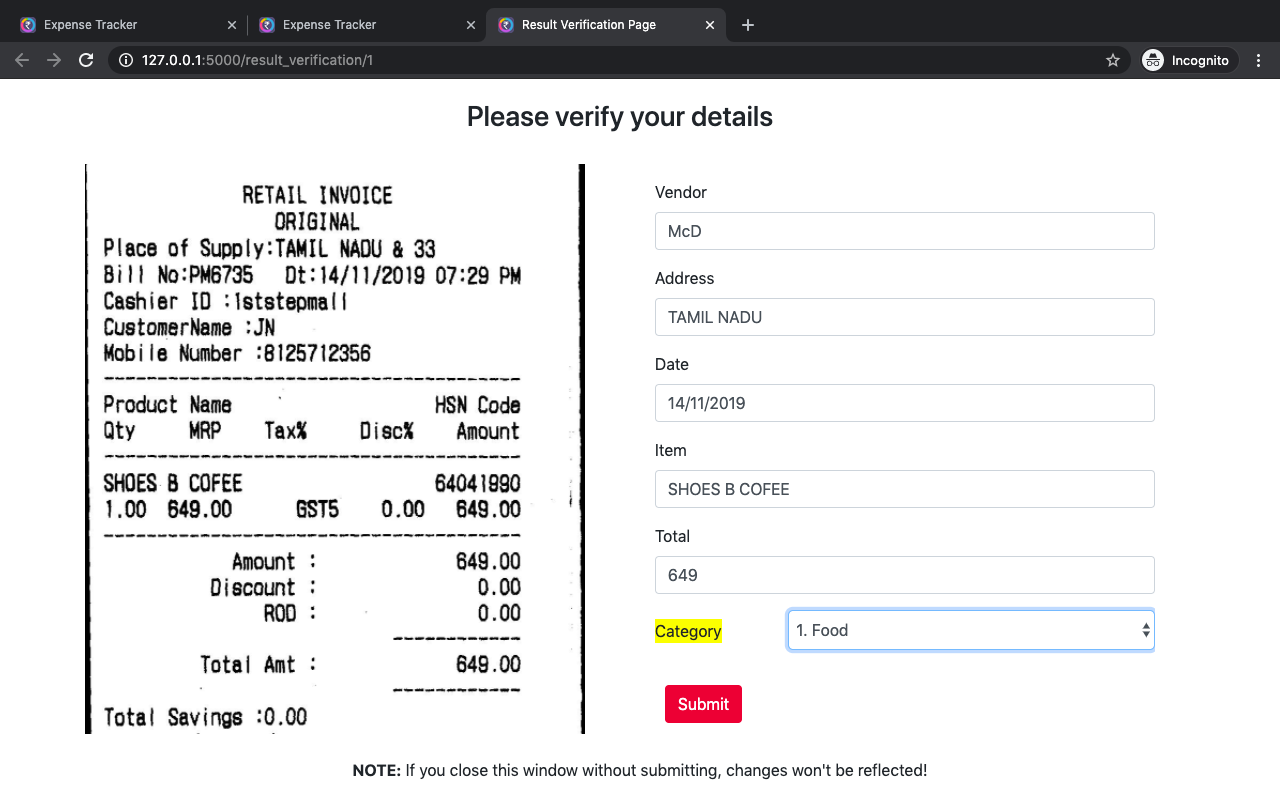 Expense Tracker
Expense Tracker
Result Verification Page
127.0.0.1:5000/result_verification/1
Incognito
Please verify your details
RETAIL INVOICE
ORIGINAL
Place of Supply:TAMIL NADU & 33
Bill No:PM6735 Dt:14/11/2019 07:29 PM
Cashier ID :1ststepmall
CustomerName :JN
Mobile Number :8125712356
Product Name HSN Code
Qty MRP Tax% Disc% Amount
SHOES B COFEE 64041990
1.00 649.00 GST5 0.00 649.00
Amount : 649.00
Discount : 0.00
ROD : 0.00
Total Amt : 649.00
Total Savings :0.00
Vendor
McD
Address
TAMIL NADU
Date
14/11/2019
Item
SHOES B COFEE
Total
649
Category
1. Food
Submit
NOTE: If you close this window without submitting, changes won't be reflected!